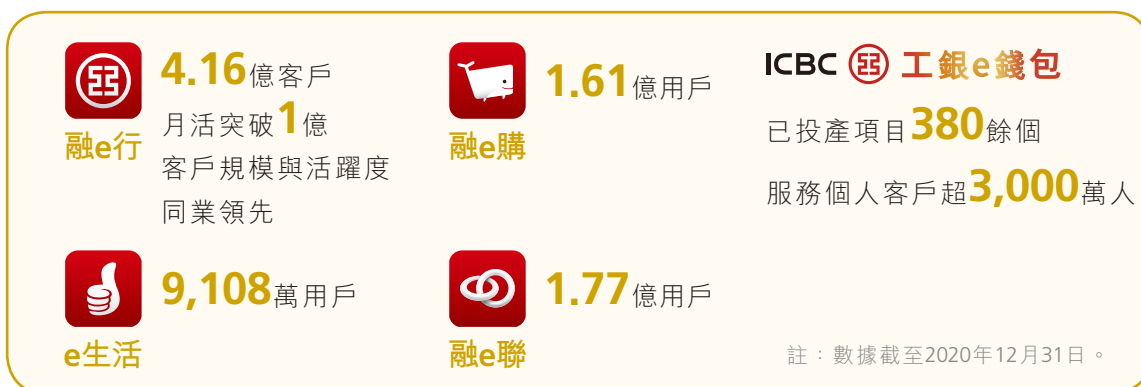 融e行
4.16億客戶
月活突破1億
客戶規模與活躍度
同業領先
融e購
1.61億用戶
ICBC 工銀e錢包
已投產項目380餘個
服務個人客戶超3,000萬人
e生活
9,108萬用戶
融e聯
1.77億用戶
註：數據截至2020年12月31日。